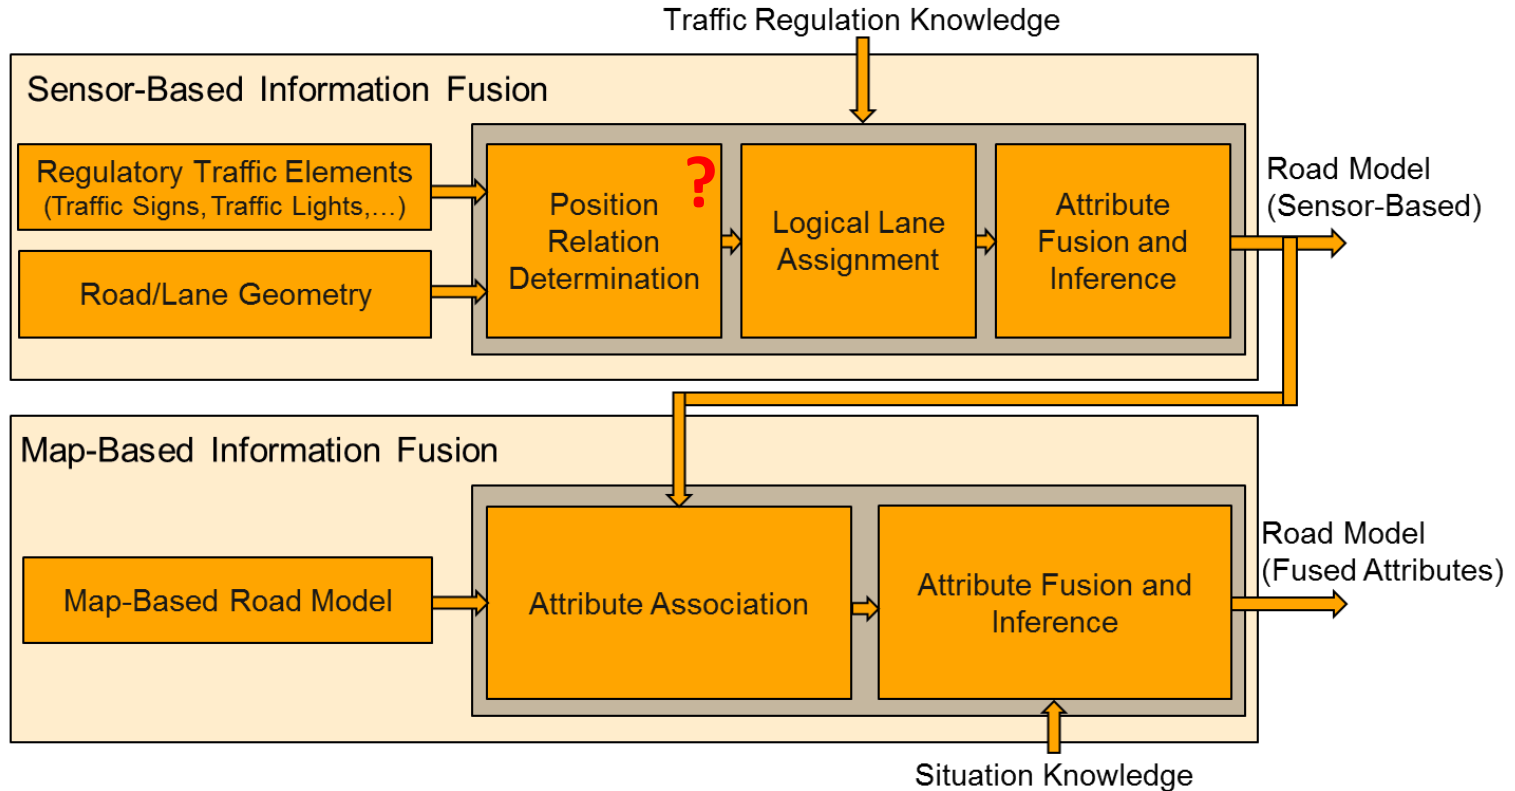 Traffic Regulation Knowledge
Sensor-Based Information Fusion
Regulatory Traffic Elements
(Traffic Signs, Traffic Lights,...)
Road/Lane Geometry
?
Position
Relation
Determination
Logical Lane
Assignment
Attribute
Fusion and
Inference
Road Model
(Sensor-Based)
Map-Based Information Fusion
Map-Based Road Model
Attribute Association
Attribute Fusion and
Inference
Road Model
(Fused Attributes)
Situation Knowledge